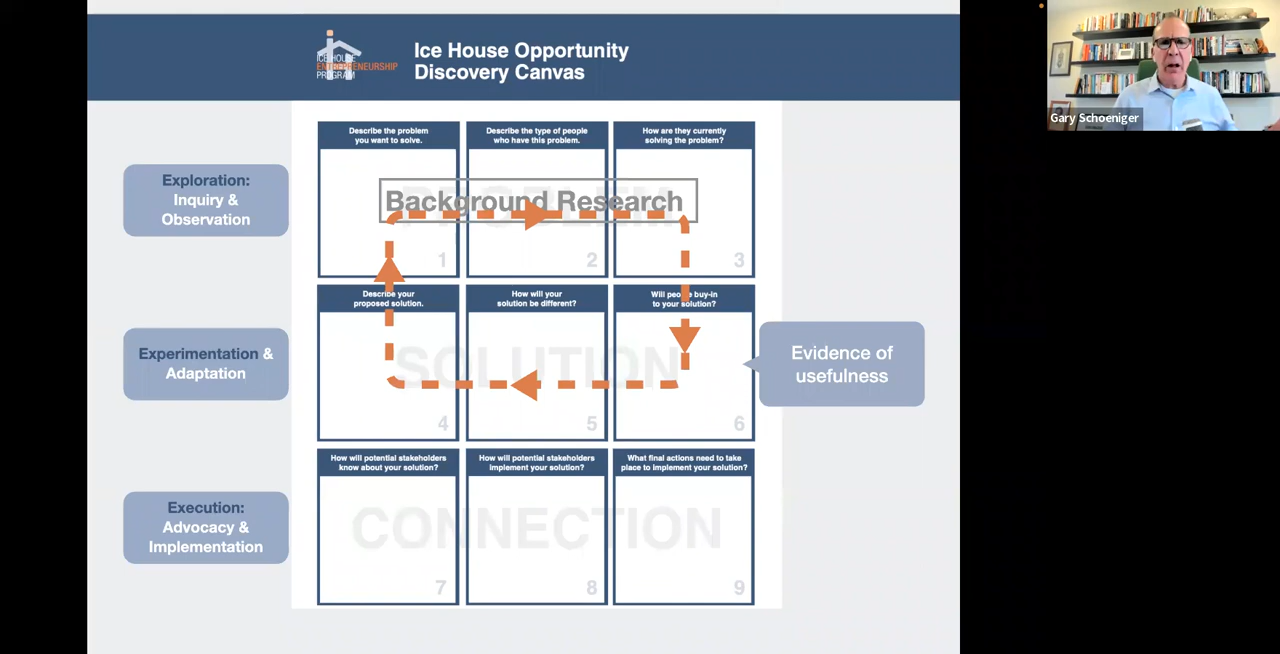 ICE HOUSE
ENTREPRENEURSHIP
PROGRAM
Ice House Opportunity
Discovery Canvas
Gary Schoeniger
Exploration:
Inquiry &
Observation
Describe the problem
you want to solve.
Describe the type of people
who have this problem.
How are they currently
solving the problem?
PROBLEM
Background Research
1
2
3
Experimentation &
Adaptation
Describe your
proposed solution.
How will your
solution be different?
Will people buy-in
to your solution?
SOLUTION
4
5
6
Evidence of
usefulness
Execution:
Advocacy &
Implementation
How will potential stakeholders
know about your solution?
How will potential stakeholders
implement your solution?
What final actions need to take
place to implement your solution?
CONNECTION
7
8
9